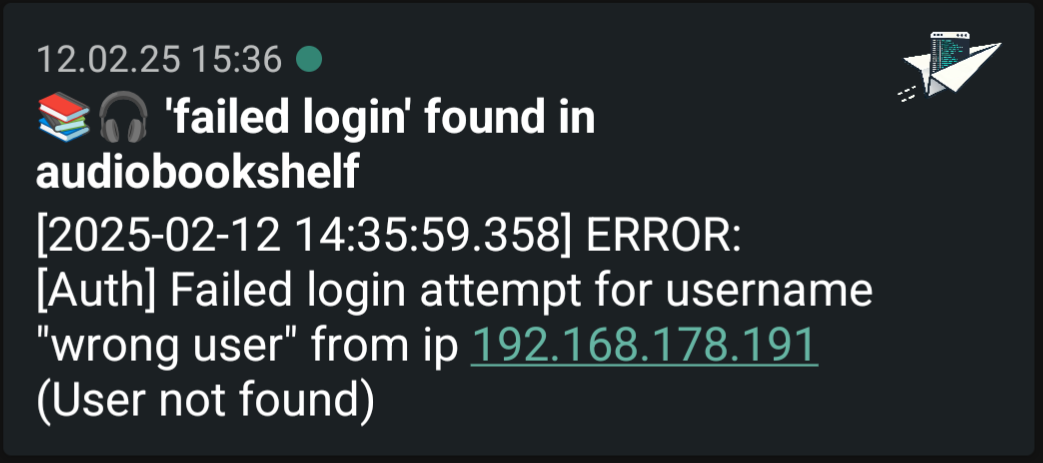 12.02.25 15:36
📚🎧 'failed login' found in
audiobookshelf
[2025-02-12 14:35:59.358] ERROR:
[Auth] Failed login attempt for username
"wrong user" from ip 192.168.178.191
(User not found)